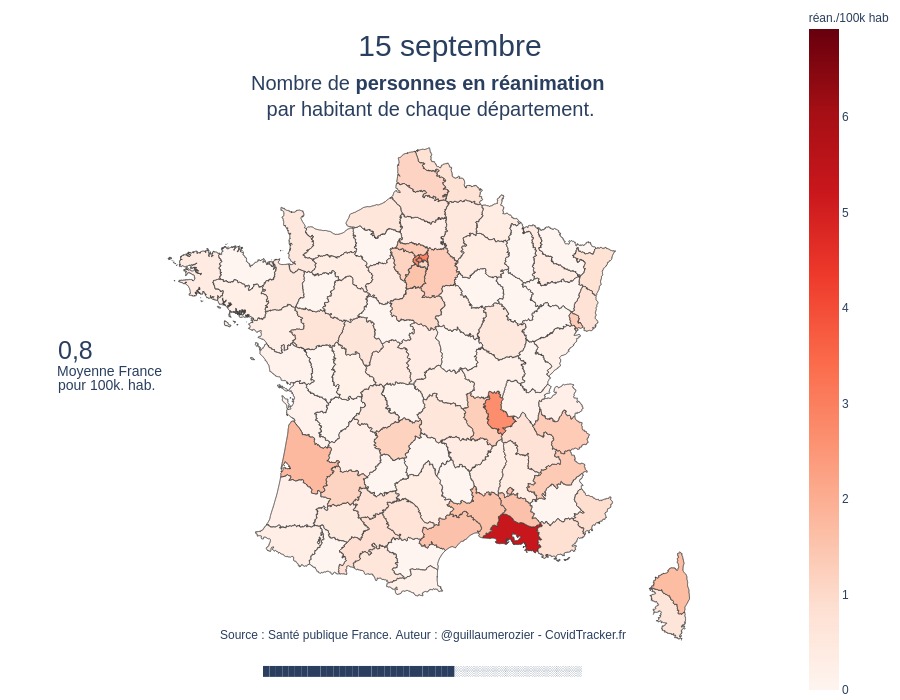 réan./100k hab
15 septembre
Nombre de personnes en réanimation
par habitant de chaque département.
6
5
4
3
2
1
0
0,8
Moyenne France
pour 100k. hab.
Source : Santé publique France. Auteur : @guillaumerozier - CovidTracker.fr